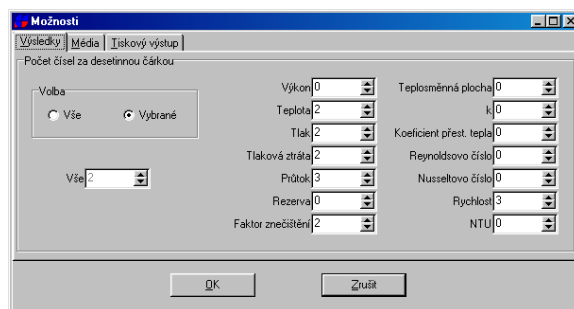 Možnosti
Výsledky Média Tiskový výstup
Počet čísel za desetinnou čárkou
Volba
Vše Vybrané
Vše 2
Výkon 0
Teplota 2
Tlak 2
Tlaková ztráta 2
Průtok 3
Rezerva 0
Faktor znečištění 2
Teplosměnná plocha 0
k 0
Koeficient přest. tepla 0
Reynoldsovo číslo 0
Nusseltovo číslo 0
Rychlost 3
NTU 0
OK Zrušit